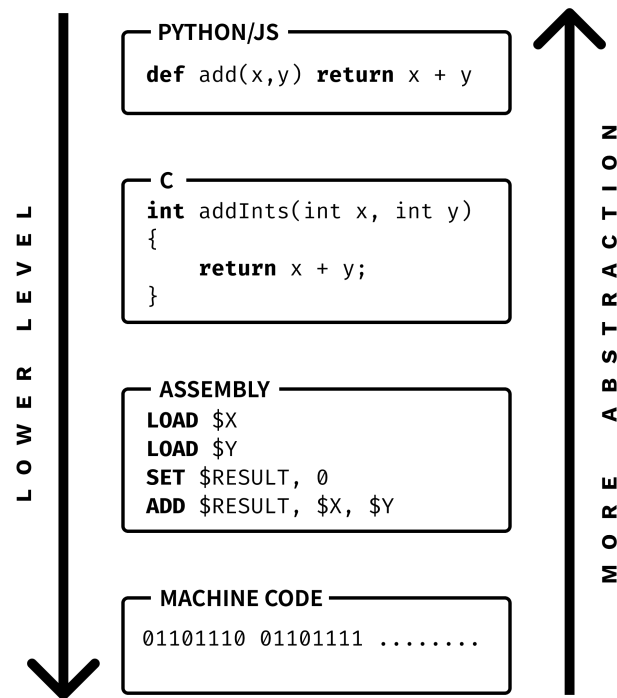 PYTHON/JS
def add(x,y) return x + y
C
int addInts(int x, int y)
{
    return x + y;
}
ASSEMBLY
LOAD $X
LOAD $Y
SET $RESULT, 0
ADD $RESULT, $X, $Y
MACHINE CODE
01101110 01101111 ........
LOWER LEVEL
MORE ABSTRACTION